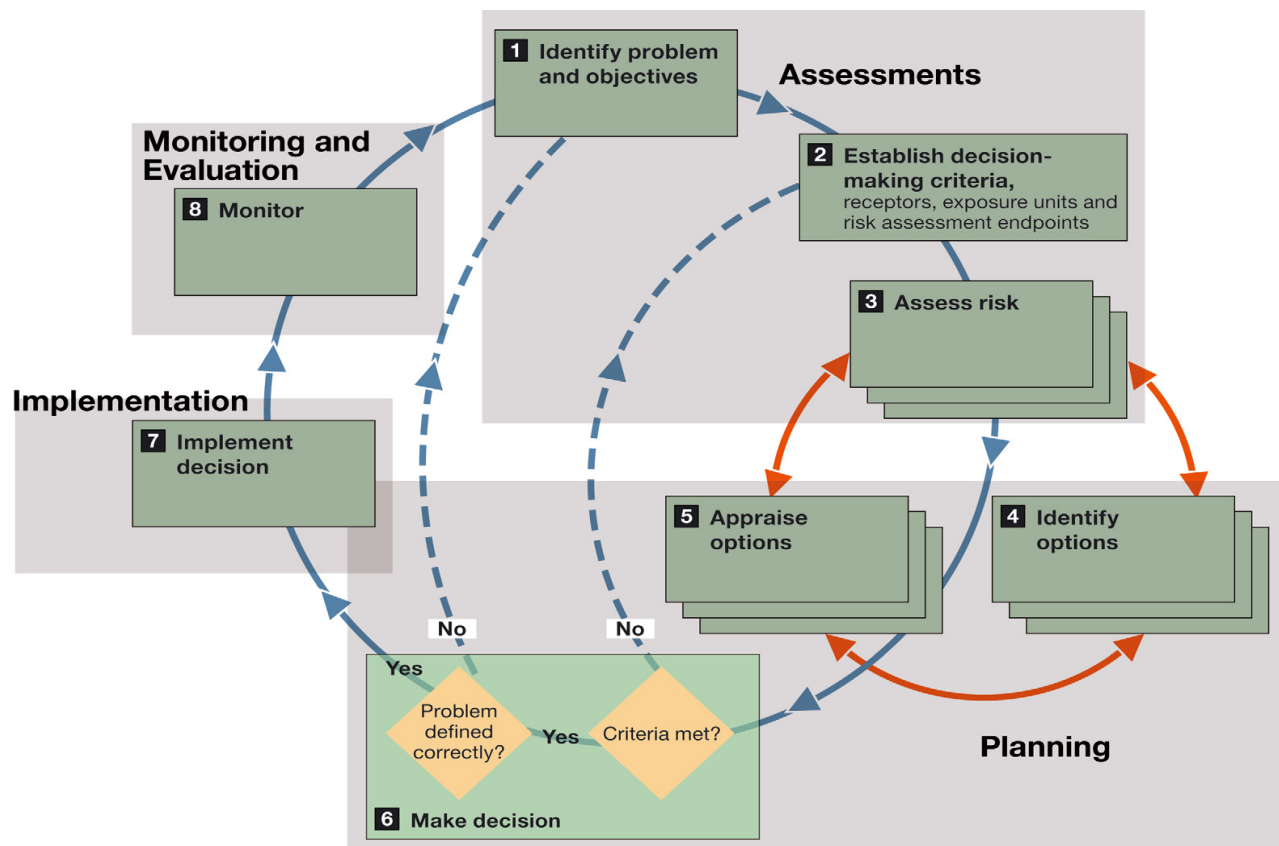 1 Identify problem
and objectives
Assessments
Monitoring and
Evaluation
2 Establish decision-
making criteria,
receptors, exposure units and
risk assessment endpoints
8 Monitor
3 Assess risk
Implementation
7 Implement
decision
5 Appraise
options
4 Identify
options
No
No
Yes
Problem
defined
correctly?
Yes
Criteria met?
Planning
6 Make decision